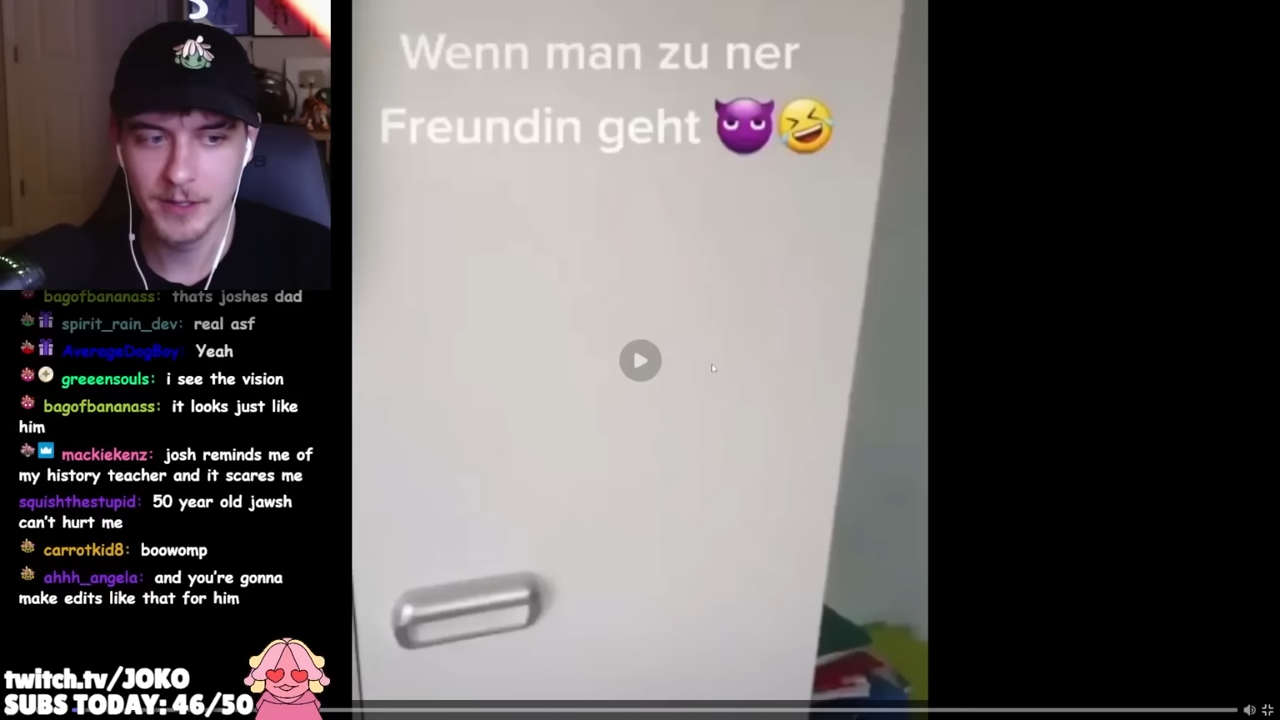 S
Wenn man zu ner
Freundin geht 😈🤣
bagofbananass: thats joshes dad
spirit_rain_dev: real asf
AverageDogBoy: Yeah
greeensouls: i see the vision
bagofbananass: it looks just like
him
mackiekenz: josh reminds me of
my history teacher and it scares me
squishthestupid: 50 year old jawsh
can't hurt me
carrotkid8: boowomp
ahhh_angela: and you're gonna
make edits like that for him
twitch.tv/JOKO
SUBS TODAY: 46/50